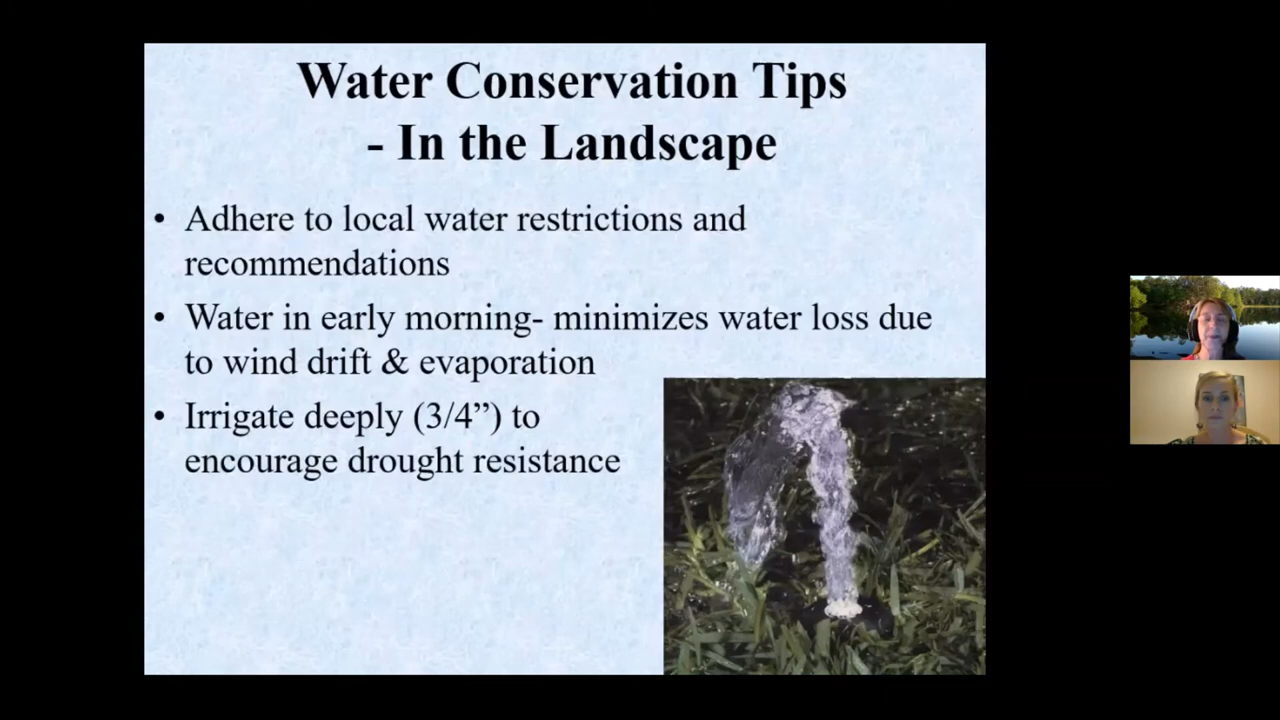 Water Conservation Tips
- In the Landscape
• Adhere to local water restrictions and
recommendations
• Water in early morning- minimizes water loss due
to wind drift & evaporation
• Irrigate deeply (3/4”) to
encourage drought resistance